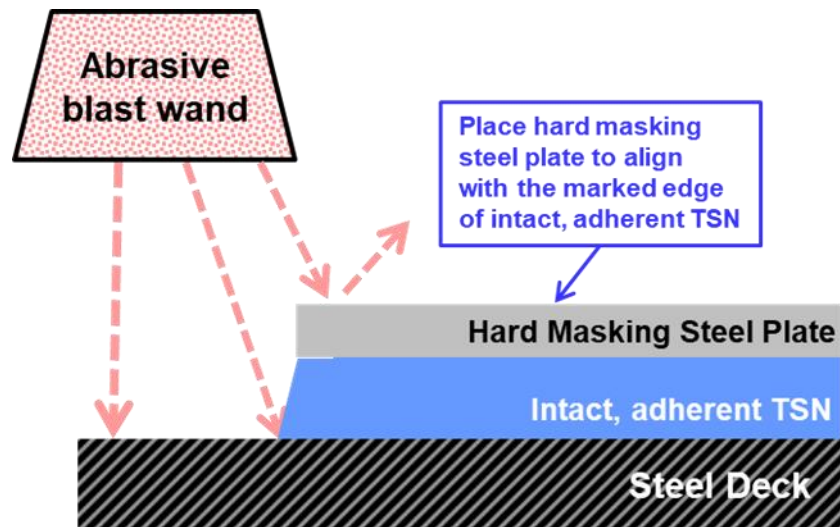 Abrasive
blast wand
Place hard masking
steel plate to align
with the marked edge
of intact, adherent TSN
Hard Masking Steel Plate
Intact, adherent TSN
Steel Deck